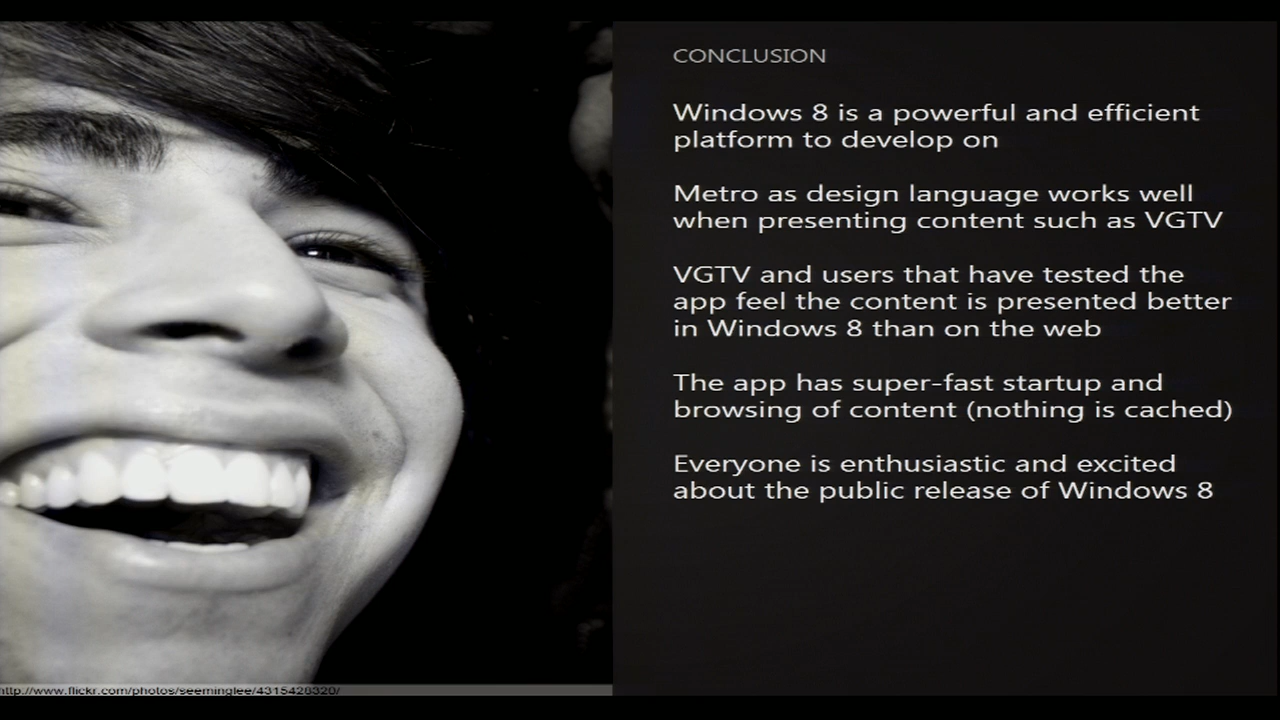 CONCLUSION
Windows 8 is a powerful and efficient
platform to develop on
Metro as design language works well
when presenting content such as VGTV
VGTV and users that have tested the
app feel the content is presented better
in Windows 8 than on the web
The app has super-fast startup and
browsing of content (nothing is cached)
Everyone is enthusiastic and excited
about the public release of Windows 8
http://www.flickr.com/photos/seeminglee/4315420320/